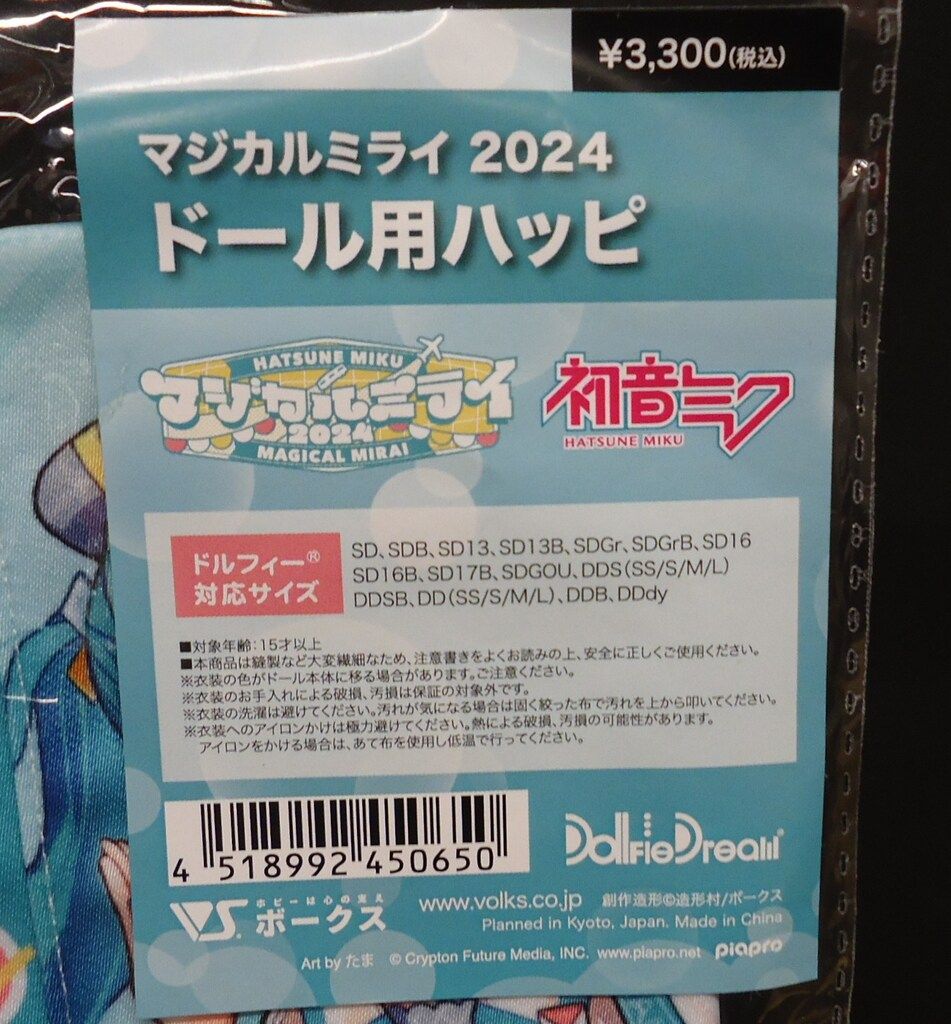 ¥3,300(税込)
マジカルミライ 2024
ドール用ハッピ
HATSUNE MIKU
マジカルミライ
2024
MAGICAL MIRAI
初音ミク
HATSUNE MIKU
ドルフィー®
対応サイズ
SD、SDB、SD13、SD13B、SDGr、SDGrB、SD16
SD16B、SD17B、SDGOU、DDS(SS/S/M/L)
DDSB、DD(SS/S/M/L)、DDB、DDdy
■対象年齢:15才以上
■本商品は縫製など大変繊細なため、注意書きをよくお読みの上、安全に正しくご使用ください。
※衣装の色がドール本体に移る場合があります。ご注意ください。
※衣装のお手入れによる破損、汚損は保証の対象外です。
※衣装の洗濯は避けてください。汚れが気になる場合は固く絞った布で汚れを上から叩いてください。
※衣装へのアイロンかけは極力避けてください。熱による破損、汚損の可能性があります。
アイロンをかける場合は、あて布を使用し低温で行ってください。
4 518992 450650
Dollfie Dream®
VS. ホビーは心の支え
ボークス
www.volks.co.jp 創作造形©造形村/ボークス
Planned in Kyoto, Japan. Made in China
Art by たま © Crypton Future Media, INC. www.piapro.net piapro